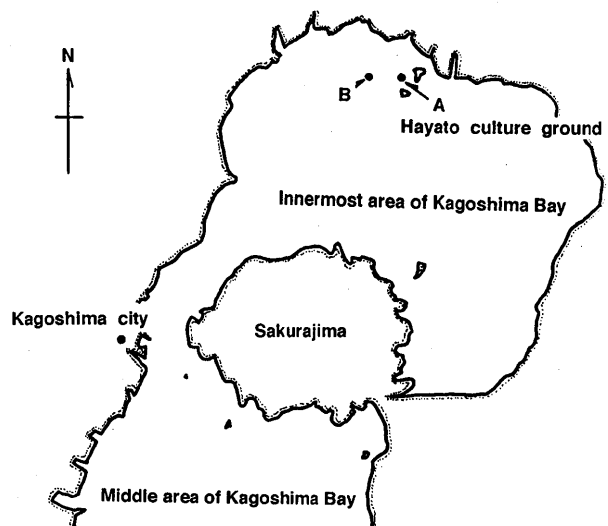 N
B
A
Hayato culture ground
Innermost area of Kagoshima Bay
Kagoshima city
Sakurajima
Middle area of Kagoshima Bay